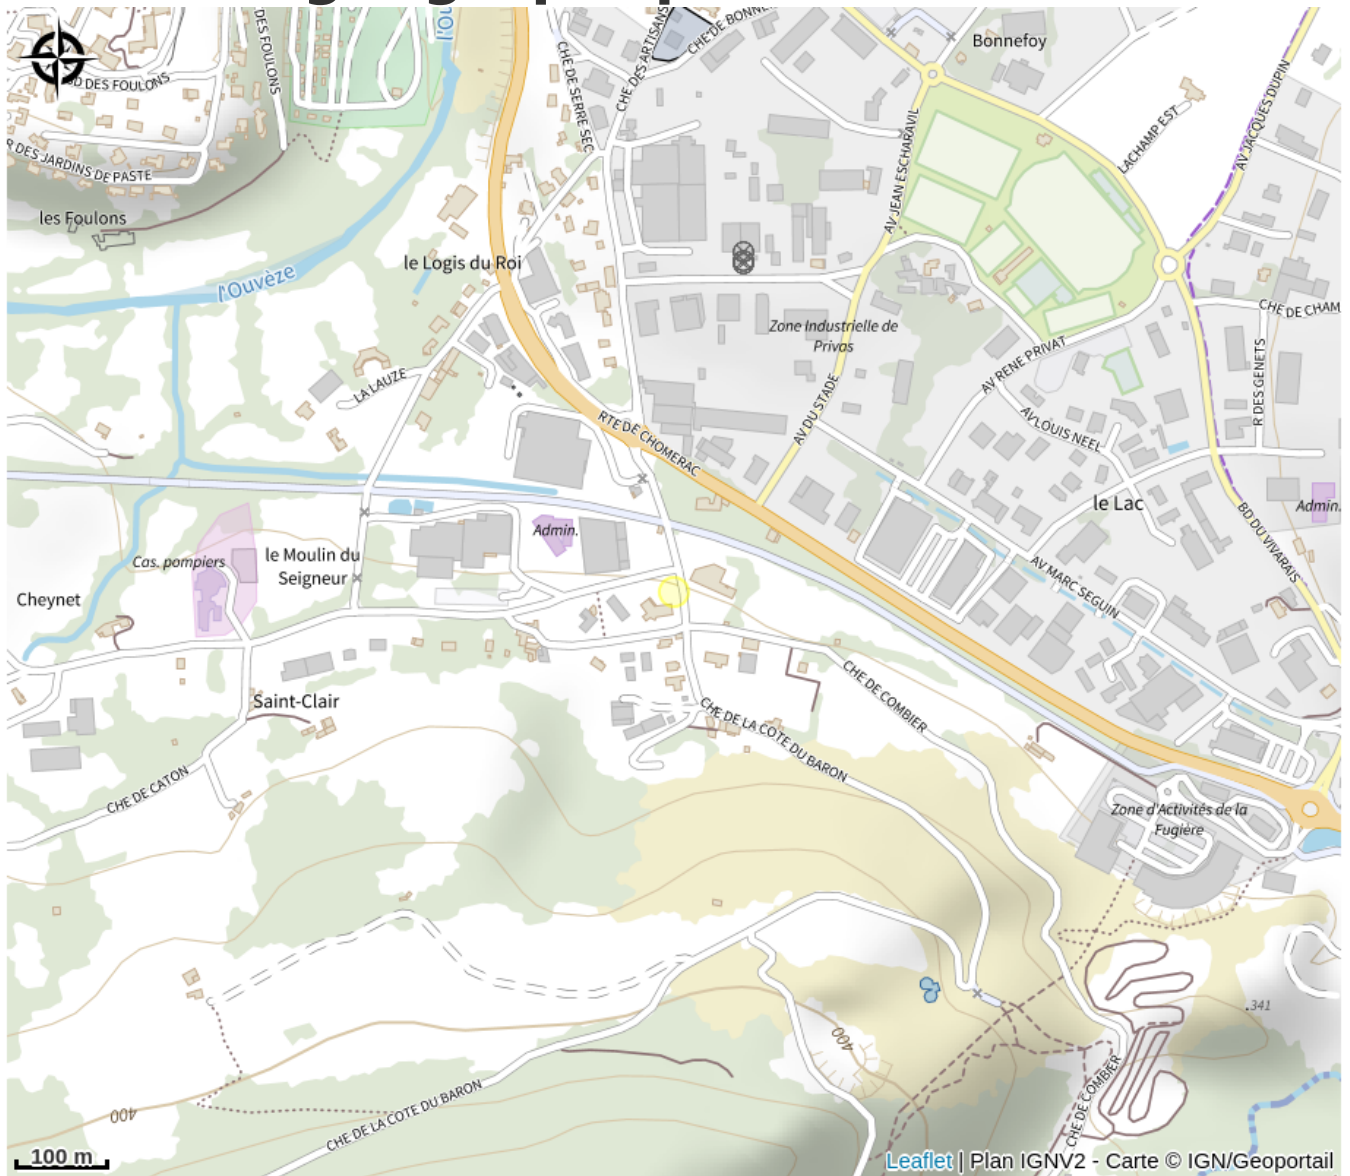 DES FOULONS
BD DES FOULONS
R DES JARDINS DE PASTE
les Foulons
l'Ouvèze
le Logis du Roi
CHE DE SERRE SEC
CHE DES ARTISANS
Bonnefoy
LACHAMP EST
AV JACQUES DUPIN
AV JEAN ESCHARAVIL
Zone Industrielle de
Privas
CHE DE CHAM
R DES GENETS
AV RENE PRIVAT
AV LOUIS NEEL
AV DU STADE
LA LAUZE
RTE DE CHOMERAC
le Lac
Admin.
BD DU VIVARAIS
AV MARC SEGUIN
Admin.
Cas. pompiers
le Moulin du
Seigneur
Cheynet
Saint-Clair
CHE DE CATON
CHE DE COMBIER
CHE DE LA COTE DU BARON
Zone d'Activités de la
Fugière
341
400
400
CHE DE LA COTE DU BARON
CHE DE COMBIER
100 m
Leaflet | Plan IGNV2 - Carte © IGN/Geoportail